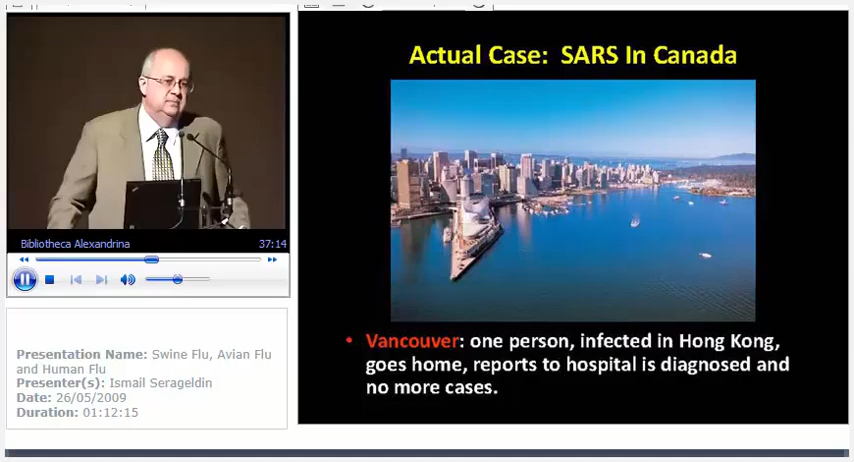 Actual Case: SARS In Canada
Bibliotheca Alexandrina 37:14
Presentation Name: Swine Flu, Avian Flu
and Human Flu
Presenter(s): Ismail Serageldin
Date: 26/05/2009
Duration: 01:12:15
• Vancouver: one person, infected in Hong Kong,
goes home, reports to hospital is diagnosed and
no more cases.